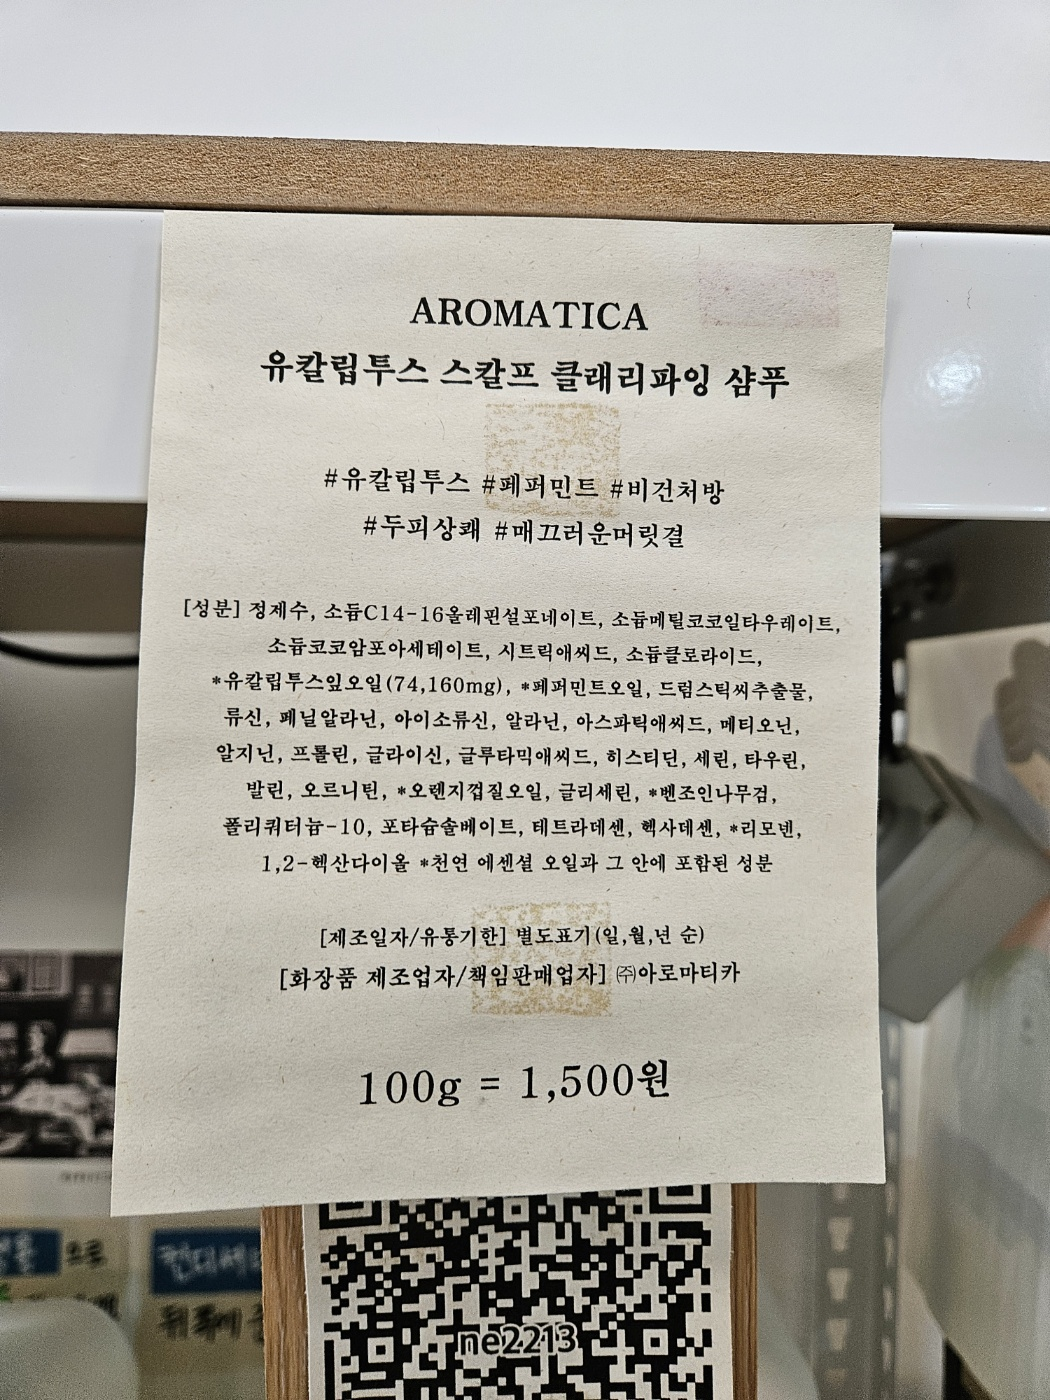 AROMATICA
유칼립투스 스칼프 클래리파잉 샴푸
#유칼립투스 #페퍼민트 #비건처방
#두피상쾌 #매끄러운머릿결
[성분] 정제수, 소듐C14-16올레핀설포네이트, 소듐메틸코코일타우레이트,
소듐코코암포아세테이트, 시트릭애씨드, 소듐클로라이드,
*유칼립투스잎오일(74,160mg), *페퍼민트오일, 드럼스틱씨추출물,
류신, 페닐알라닌, 아이소류신, 알라닌, 아스파틱애씨드, 메티오닌,
알지닌, 프롤린, 글라이신, 글루타믹애씨드, 히스티딘, 세린, 타우린,
발린, 오르니틴, *오렌지껍질오일, 글리세린, *벤조인나무검,
폴리쿼터늄-10, 포타슘솔베이트, 테트라데센, 헥사데센, *리모넨,
1,2-헥산다이올 *천연 에센셜 오일과 그 안에 포함된 성분
[제조일자/유통기한] 별도표기(일,월,년 순)
[화장품 제조업자/책임판매업자] ㈜아로마티카
100g = 1,500원
으로
뒤쪽에
ne2213